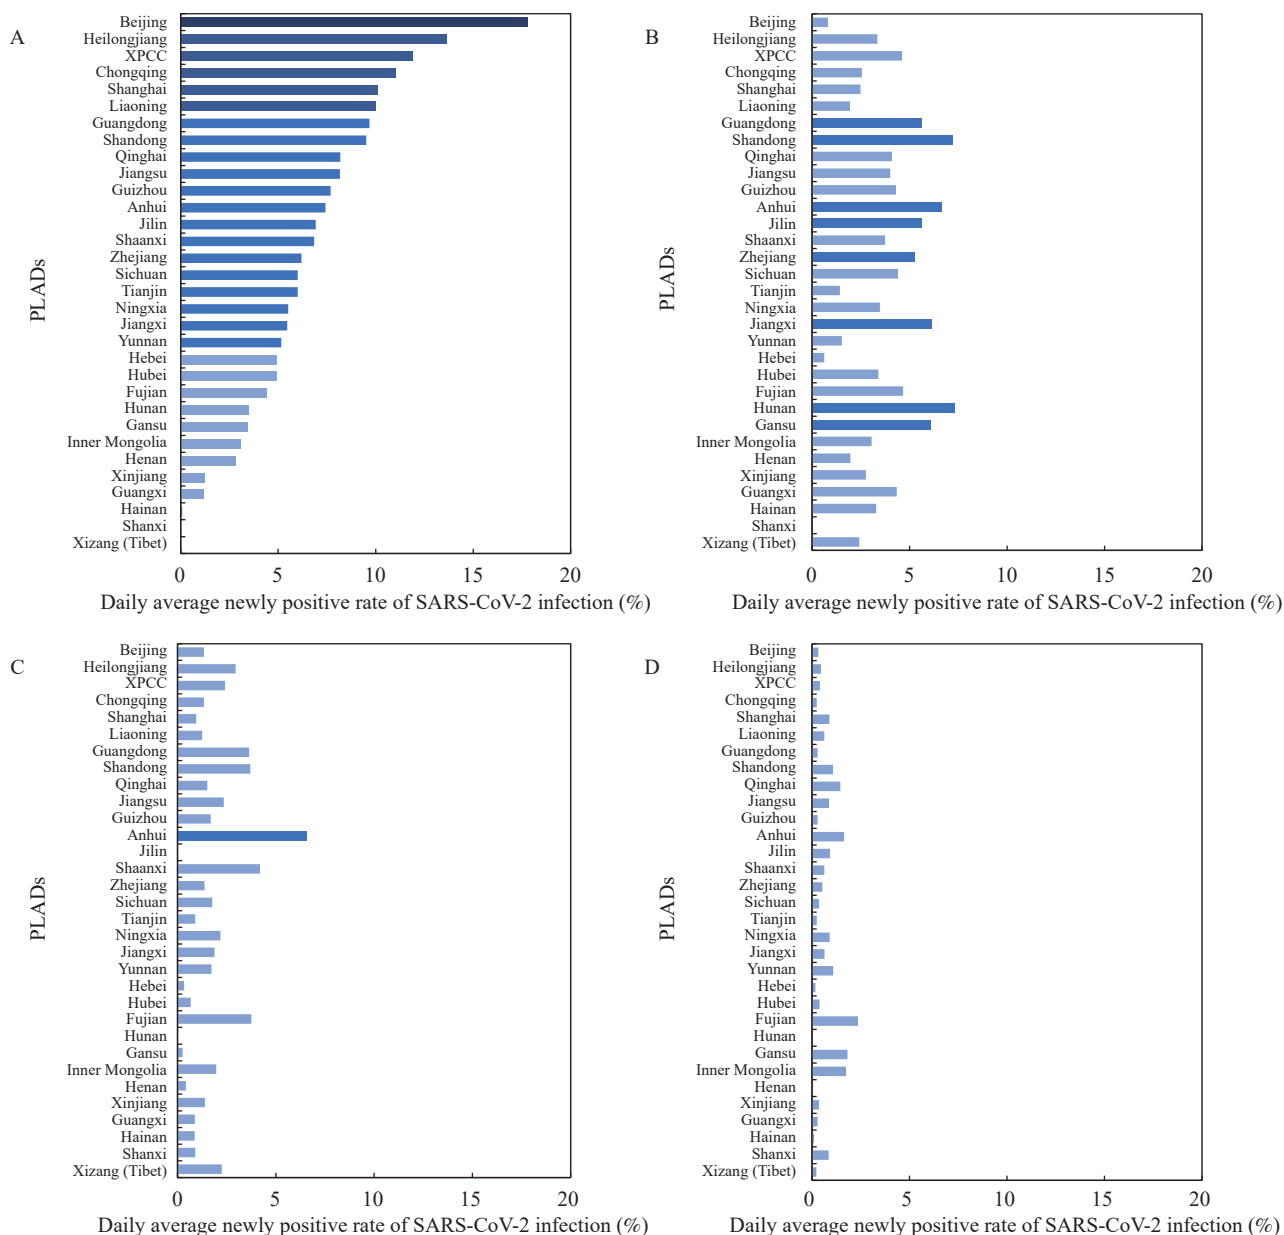 A
PLADs
Beijing
Heilongjiang
XPCC
Chongqing
Shanghai
Liaoning
Guangdong
Shandong
Qinghai
Jiangsu
Guizhou
Anhui
Jilin
Shaanxi
Zhejiang
Sichuan
Tianjin
Ningxia
Jiangxi
Yunnan
Hebei
Hubei
Fujian
Hunan
Gansu
Inner Mongolia
Henan
Xinjiang
Guangxi
Hainan
Shanxi
Xizang (Tibet)
0 5 10 15 20
Daily average newly positive rate of SARS-CoV-2 infection (%)
B
PLADs
Beijing
Heilongjiang
XPCC
Chongqing
Shanghai
Liaoning
Guangdong
Shandong
Qinghai
Jiangsu
Guizhou
Anhui
Jilin
Shaanxi
Zhejiang
Sichuan
Tianjin
Ningxia
Jiangxi
Yunnan
Hebei
Hubei
Fujian
Hunan
Gansu
Inner Mongolia
Henan
Xinjiang
Guangxi
Hainan
Shanxi
Xizang (Tibet)
0 5 10 15 20
Daily average newly positive rate of SARS-CoV-2 infection (%)
C
PLADs
Beijing
Heilongjiang
XPCC
Chongqing
Shanghai
Liaoning
Guangdong
Shandong
Qinghai
Jiangsu
Guizhou
Anhui
Jilin
Shaanxi
Zhejiang
Sichuan
Tianjin
Ningxia
Jiangxi
Yunnan
Hebei
Hubei
Fujian
Hunan
Gansu
Inner Mongolia
Henan
Xinjiang
Guangxi
Hainan
Shanxi
Xizang (Tibet)
0 5 10 15 20
Daily average newly positive rate of SARS-CoV-2 infection (%)
D
PLADs
Beijing
Heilongjiang
XPCC
Chongqing
Shanghai
Liaoning
Guangdong
Shandong
Qinghai
Jiangsu
Guizhou
Anhui
Jilin
Shaanxi
Zhejiang
Sichuan
Tianjin
Ningxia
Jiangxi
Yunnan
Hebei
Hubei
Fujian
Hunan
Gansu
Inner Mongolia
Henan
Xinjiang
Guangxi
Hainan
Shanxi
Xizang (Tibet)
0 5 10 15 20
Daily average newly positive rate of SARS-CoV-2 infection (%)